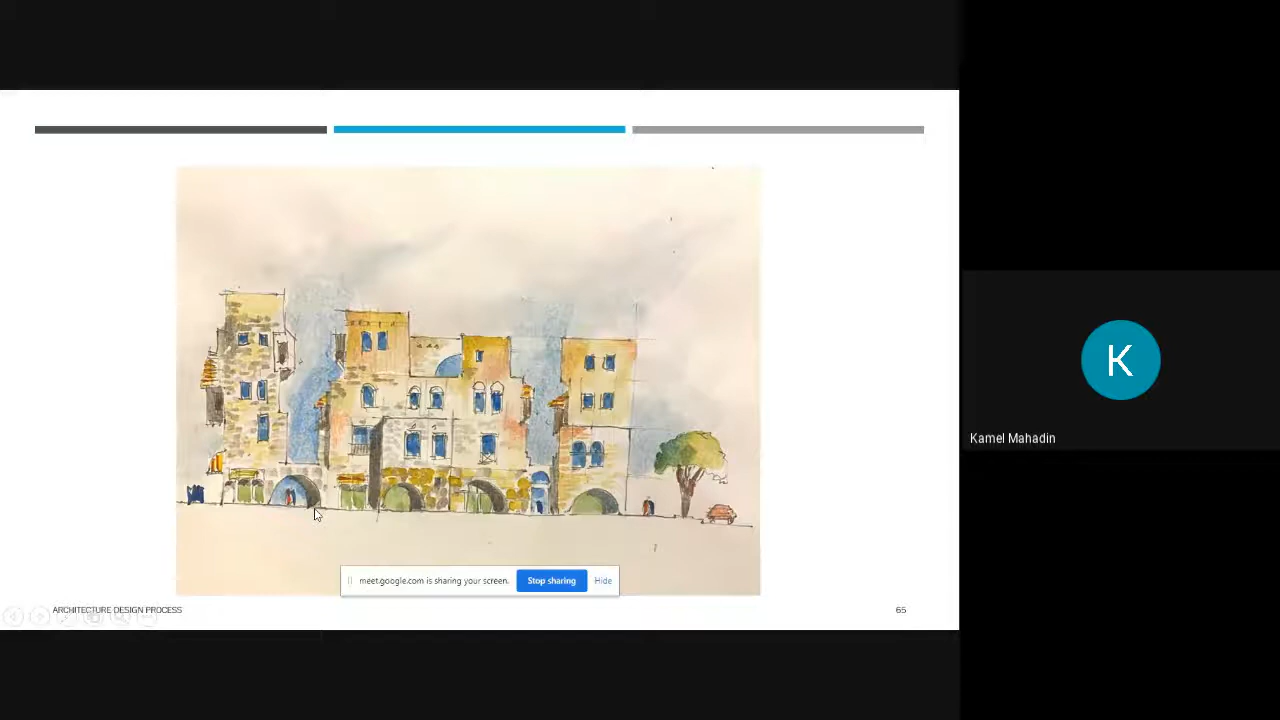 K
Kamel Mahadin
meet.google.com is sharing your screen.
Stop sharing
Hide
ARCHITECTURE DESIGN PROCESS
65